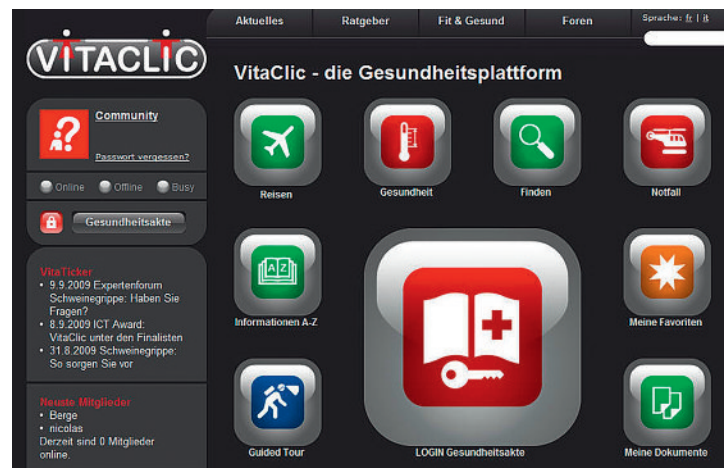 Aktuelles Ratgeber Fit & Gesund Foren Sprache: fr | it
VITACLIC
VitaClic - die Gesundheitsplattform
Community
Passwort vergessen?
Online Offline Busy
Gesundheitsakte
VitaTicker
• 9.9.2009 Expertenforum
Schweinegrippe: Haben Sie
Fragen?
• 8.9.2009 ICT Award:
VitaClic unter den Finalisten
• 31.8.2009 Schweinegrippe:
So sorgen Sie vor
Neuste Mitglieder
• Berge
• nicolas
Derzeit sind 0 Mitglieder
online.
Reisen Gesundheit Finden Notfall
A Z
Informationen A-Z Meine Favoriten
Guided Tour LOGIN Gesundheitsakte Meine Dokumente